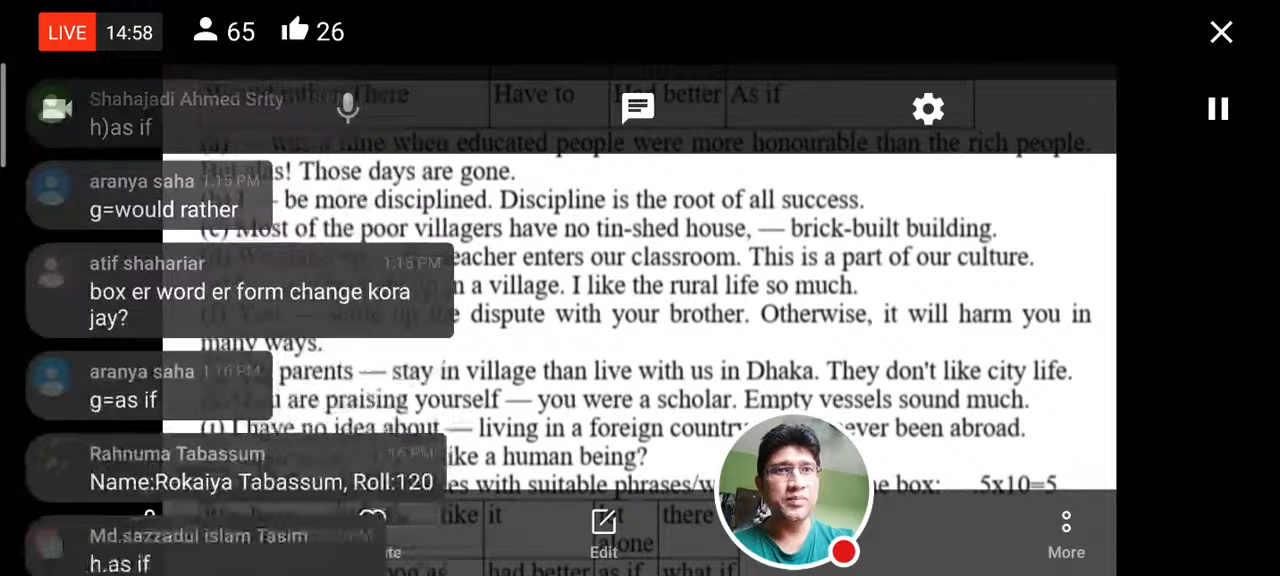 LIVE 14:58 65 26
Shahajadi Ahmed Srity
h)as if
aranya saha 1:15 PM
g=would rather
atif shahariar 1:15 PM
box er word er form change kora
jay?
aranya saha 1:16 PM
g=as if
Rahnuma Tabassum 16 PM
Name:Rokaiya Tabassum, Roll:120
Md.sazzadul islam Tasim
h.as if
Have to Had better As if
when educated people were more honourable than the rich people.
Those days are gone.
be more disciplined. Discipline is the root of all success.
(c) Most of the poor villagers have no tin-shed house, — brick-built building.
enters our classroom. This is a part of our culture.
a village. I like the rural life so much.
the dispute with your brother. Otherwise, it will harm you in
many ways.
parents — stay in village than live with us in Dhaka. They don't like city life.
are praising yourself — you were a scholar. Empty vessels sound much.
(i) I have no idea about — living in a foreign ever been abroad.
like a human being?
with suitable phrases/ box: .5x10=5
like it there
alone
had better as if what if
Edit
More